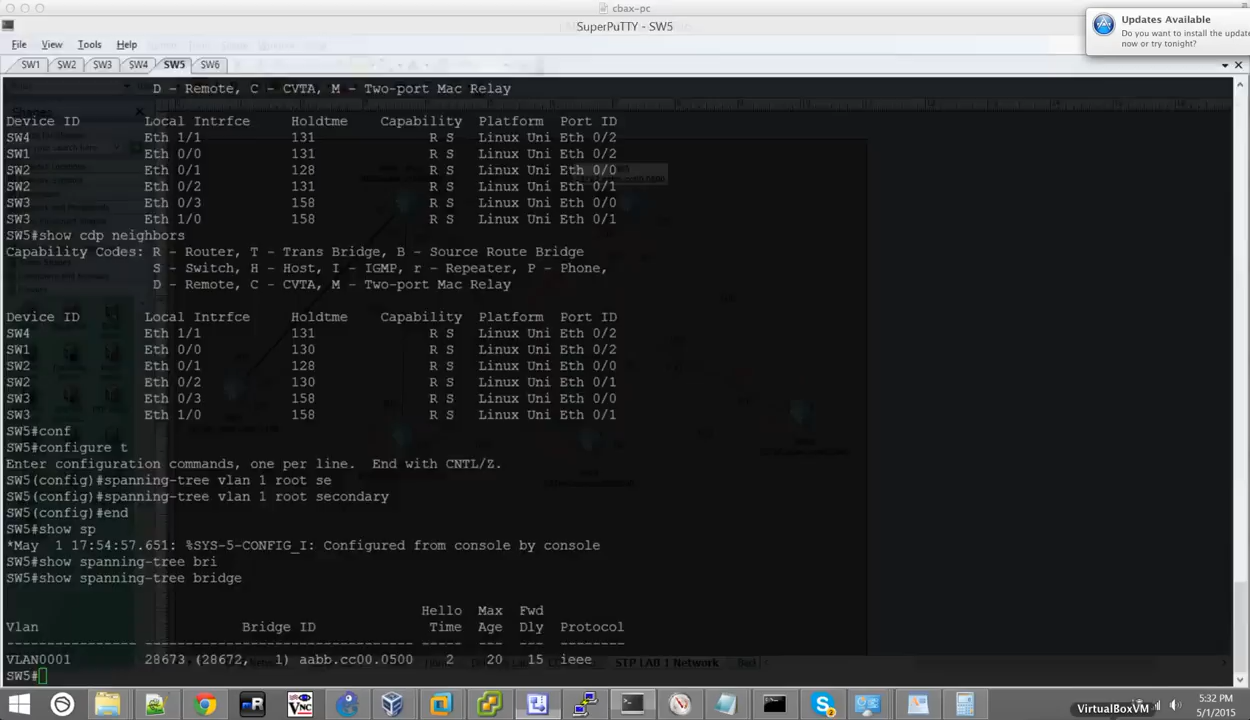 cbax-pc
SuperPuTTY - SW5
Updates Available
Do you want to install the update
now or try tonight?
File View Tools Help
SW1 SW2 SW3 SW4 SW5 SW6
D - Remote, C - CVTA, M - Two-port Mac Relay
Device ID Local Intrfce Holdtme Capability Platform Port ID
SW4 Eth 1/1 131 R S Linux Uni Eth 0/2
SW1 Eth 0/0 131 R S Linux Uni Eth 0/2
SW2 Eth 0/1 128 R S Linux Uni Eth 0/0
SW2 Eth 0/2 131 R S Linux Uni Eth 0/1
SW3 Eth 0/3 158 R S Linux Uni Eth 0/0
SW3 Eth 1/0 158 R S Linux Uni Eth 0/1
SW5#show cdp neighbors
Capability Codes: R - Router, T - Trans Bridge, B - Source Route Bridge
S - Switch, H - Host, I - IGMP, r - Repeater, P - Phone,
D - Remote, C - CVTA, M - Two-port Mac Relay
Device ID Local Intrfce Holdtme Capability Platform Port ID
SW4 Eth 1/1 131 R S Linux Uni Eth 0/2
SW1 Eth 0/0 130 R S Linux Uni Eth 0/2
SW2 Eth 0/1 128 R S Linux Uni Eth 0/0
SW2 Eth 0/2 130 R S Linux Uni Eth 0/1
SW3 Eth 0/3 158 R S Linux Uni Eth 0/0
SW3 Eth 1/0 158 R S Linux Uni Eth 0/1
SW5#conf
SW5#configure t
Enter configuration commands, one per line. End with CNTL/Z.
SW5(config)#spanning-tree vlan 1 root se
SW5(config)#spanning-tree vlan 1 root secondary
SW5(config)#end
SW5#show sp
*May 1 17:54:57.651: %SYS-5-CONFIG_I: Configured from console by console
SW5#show spanning-tree bri
SW5#show spanning-tree bridge
Hello Max Fwd
Vlan Bridge ID Time Age Dly Protocol
---------------- --------------------------------- ----- --- --- --------
VLAN0001 28673 (28672, 1) aabb.cc00.0500 2 20 15 ieee
SW5#
STP LAB 1 Network
VirtualBoxVM
5:32 PM
5/1/2015